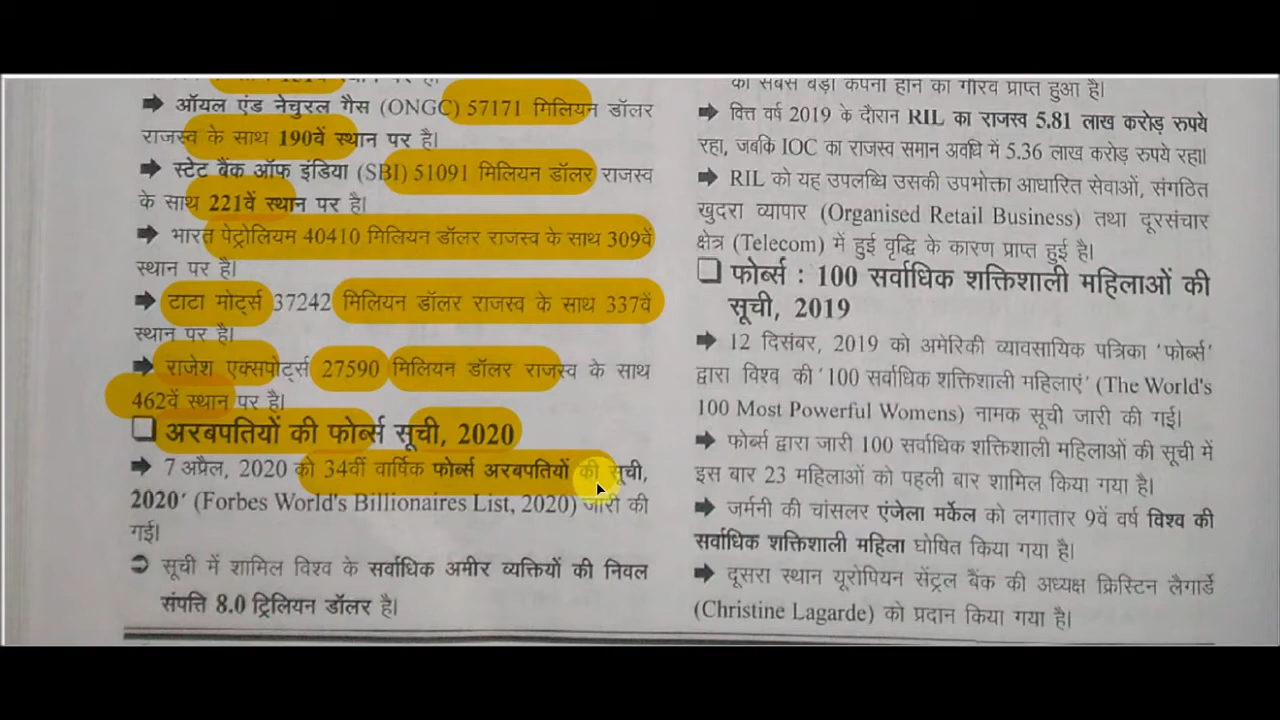 ➡ ऑयल एंड नेचुरल गैस (ONGC) 57171 मिलियन डॉलर
राजस्व के साथ 190वें स्थान पर है।
➡ स्टेट बैंक ऑफ इंडिया (SBI) 51091 मिलियन डॉलर राजस्व
के साथ 221वें स्थान पर है।
➡ भारत पेट्रोलियम 40410 मिलियन डॉलर राजस्व के साथ 309वें
स्थान पर है।
➡ टाटा मोटर्स 37242 मिलियन डॉलर राजस्व के साथ 337वें
स्थान पर है।
➡ राजेश एक्सपोर्ट्स 27590 मिलियन डॉलर राजस्व के साथ
462वें स्थान पर है।
❑ अरबपतियों की फोर्ब्स सूची, 2020
➡ 7 अप्रैल, 2020 को 34वीं वार्षिक फोर्ब्स अरबपतियों की सूची,
2020' (Forbes World's Billionaires List, 2020) जारी की
गई।
➲ सूची में शामिल विश्व के सर्वाधिक अमीर व्यक्तियों की निवल
संपत्ति 8.0 ट्रिलियन डॉलर है।
की सबसे बड़ी कंपनी होने का गौरव प्राप्त हुआ है।
➡ वित्त वर्ष 2019 के दौरान RIL का राजस्व 5.81 लाख करोड़ रुपये
रहा, जबकि IOC का राजस्व समान अवधि में 5.36 लाख करोड़ रुपये रहा।
➡ RIL को यह उपलब्धि उसकी उपभोक्ता आधारित सेवाओं, संगठित
खुदरा व्यापार (Organised Retail Business) तथा दूरसंचार
क्षेत्र (Telecom) में हुई वृद्धि के कारण प्राप्त हुई है।
❑ फोर्ब्स : 100 सर्वाधिक शक्तिशाली महिलाओं की
सूची, 2019
➡ 12 दिसंबर, 2019 को अमेरिकी व्यावसायिक पत्रिका 'फोर्ब्स'
द्वारा विश्व की '100 सर्वाधिक शक्तिशाली महिलाएं' (The World's
100 Most Powerful Womens) नामक सूची जारी की गई।
➡ फोर्ब्स द्वारा जारी 100 सर्वाधिक शक्तिशाली महिलाओं की सूची में
इस बार 23 महिलाओं को पहली बार शामिल किया गया है।
➡ जर्मनी की चांसलर एंजेला मर्केल को लगातार 9वें वर्ष विश्व की
सर्वाधिक शक्तिशाली महिला घोषित किया गया है।
➡ दूसरा स्थान यूरोपियन सेंट्रल बैंक की अध्यक्ष क्रिस्टिन लैगार्डे
(Christine Lagarde) को प्रदान किया गया है।